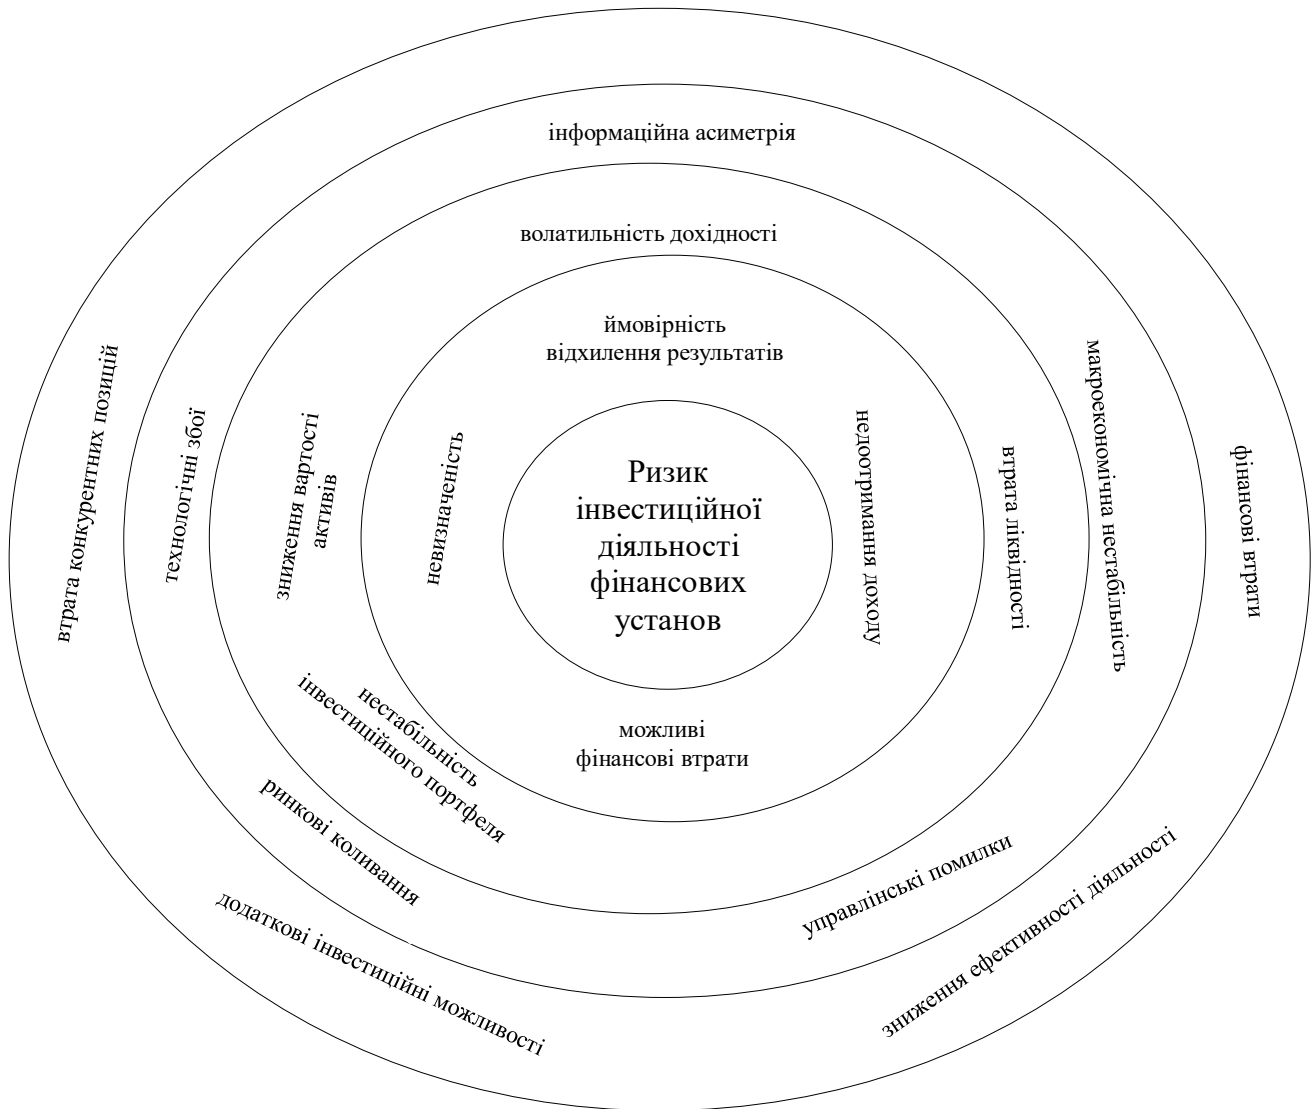 інформаційна асиметрія
волатильність дохідності
ймовірність
відхилення результатів
втрата конкурентних позицій
технологічні збої
зниження вартості
активів
невизначеність
Ризик
інвестиційної
діяльності
фінансових
установ
недоотримання доходу
втрата ліквідності
макроекономічна нестабільність
фінансові втрати
можливі
фінансові втрати
нестабільність
інвестиційного портфеля
ринкові коливання
управлінські помилки
додаткові інвестиційні можливості
зниження ефективності діяльності